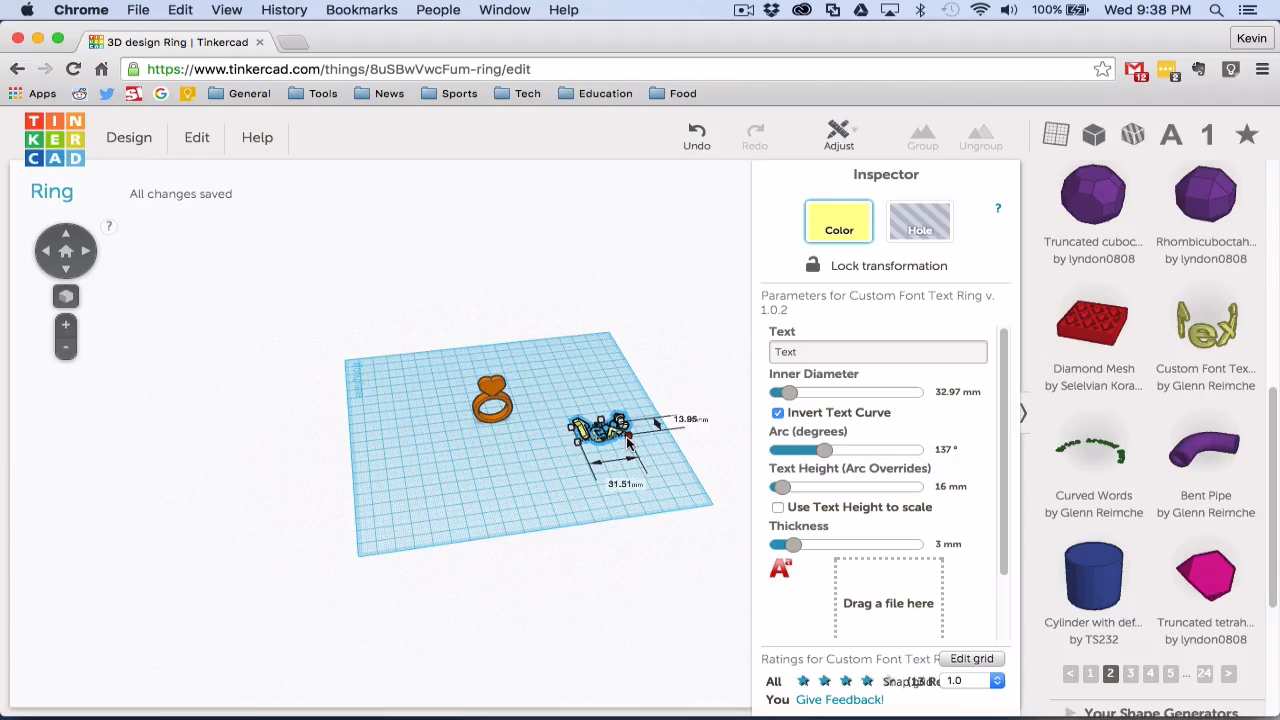 Chrome File Edit View History Bookmarks People Window Help 100% Wed 9:38 PM
3D design Ring | Tinkercad Kevin
https://www.tinkercad.com/things/8uSBwVwcFum-ring/edit 12 2
Apps General Tools News Sports Tech Education Food
TIN
KER
CAD
Design Edit Help Undo Redo Adjust Group Ungroup A 1
Ring All changes saved
?
Inspector
Color Hole ?
Lock transformation
Parameters for Custom Font Text Ring v.
1.0.2
Text
Text
Inner Diameter
32.97 mm
Invert Text Curve
Arc (degrees)
137 °
Text Height (Arc Overrides)
16 mm
Use Text Height to scale
Thickness
3 mm
Drag a file here
Ratings for Custom Font Text R Edit grid
All Snap grid 1.0
You Give Feedback!
13.95mm
31.51mm
Truncated cuboc... Rhombicuboctah...
by lyndon0808 by lyndon0808
Diamond Mesh Custom Font Tex...
by Selelvian Kora... by Glenn Reimche
Curved Words Bent Pipe
by Glenn Reimche by Glenn Reimche
Cylinder with def... Truncated tetrah...
by TS232 by lyndon0808
< 1 2 3 4 5 ... 24 >
Your Shape Generators